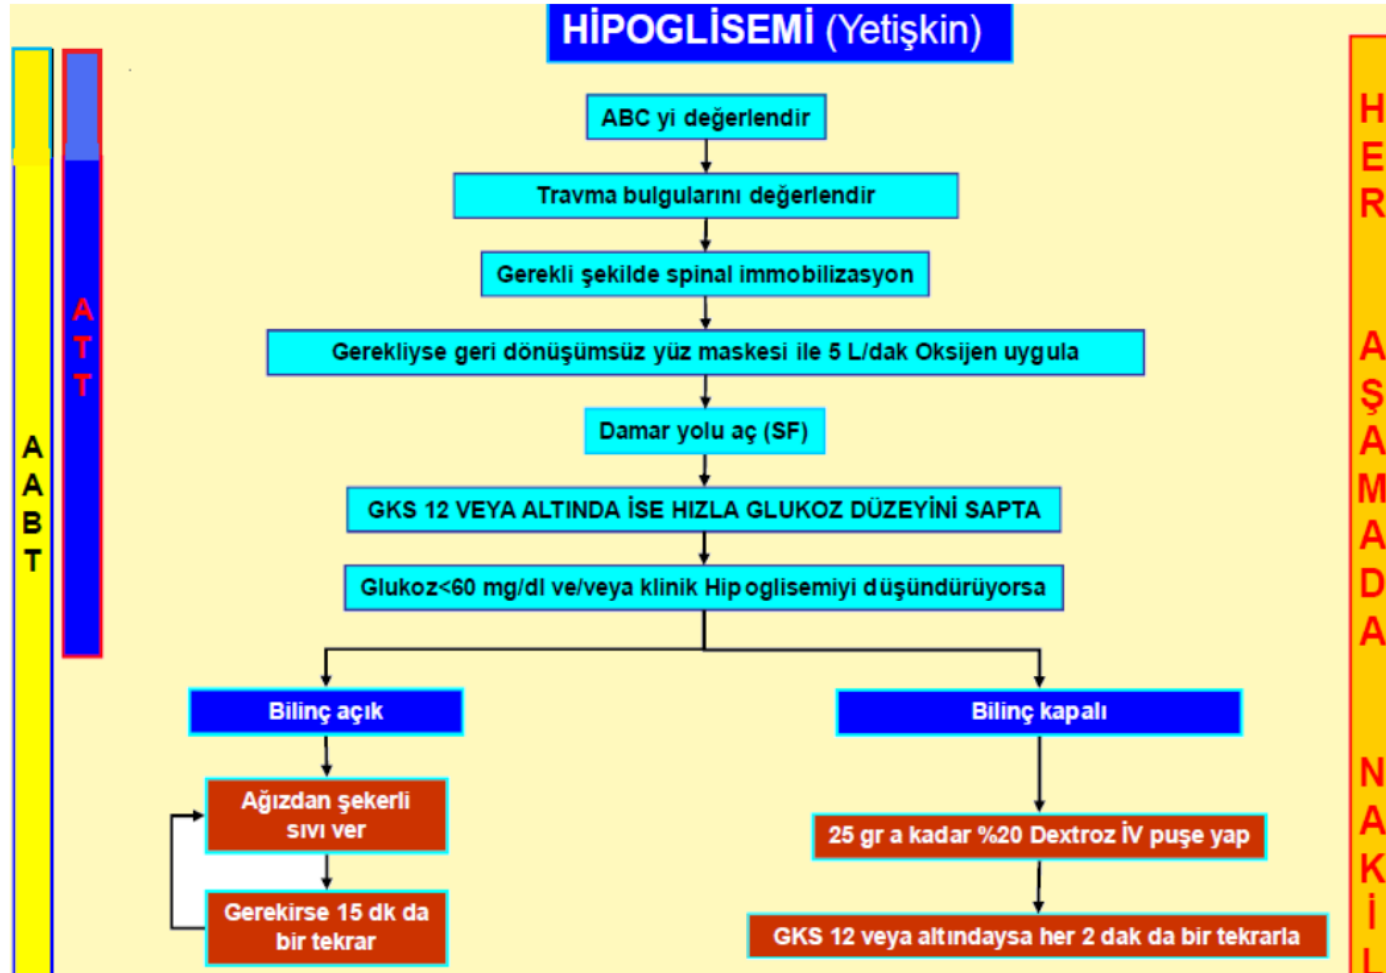 HİPOGLİSEMİ (Yetişkin)
ABC yi değerlendir
Travma bulgularını değerlendir
Gerekli şekilde spinal immobilizasyon
Gerekliyse geri dönüşümsüz yüz maskesi ile 5 L/dak Oksijen uygula
Damar yolu aç (SF)
GKS 12 VEYA ALTINDA İSE HIZLA GLUKOZ DÜZEYİNİ SAPTA
Glukoz<60 mg/dl ve/veya klinik Hipoglisemiyi düşündürüyorsa
Bilinç açık
Ağızdan şekerli
sıvı ver
Gerekirse 15 dk da
bir tekrar
Bilinç kapalı
25 gr a kadar %20 Dextroz İV puşe yap
GKS 12 veya altındaysa her 2 dak da bir tekrarla
AABT
ATT
HER AŞAMADA NAKİL